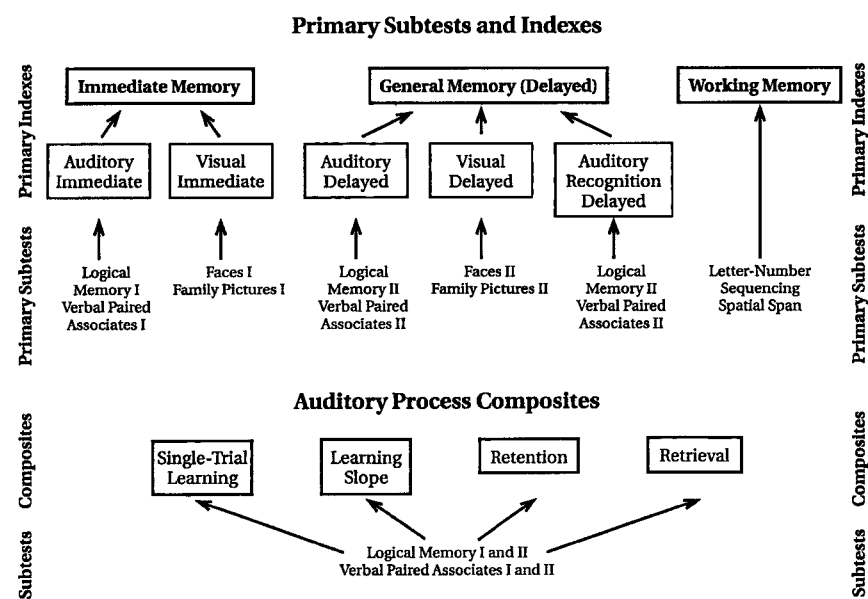 Primary Subtests and Indexes
Primary Indexes
Immediate Memory
General Memory (Delayed)
Working Memory
Primary Indexes
Auditory
Immediate
Visual
Immediate
Auditory
Delayed
Visual
Delayed
Auditory
Recognition
Delayed
Primary Subtests
Logical
Memory I
Verbal Paired
Associates I
Faces I
Family Pictures I
Logical
Memory II
Verbal Paired
Associates II
Faces II
Family Pictures II
Logical
Memory II
Verbal Paired
Associates II
Letter-Number
Sequencing
Spatial Span
Primary Subtests
Auditory Process Composites
Composites
Single-Trial
Learning
Learning
Slope
Retention
Retrieval
Composites
Subtests
Logical Memory I and II
Verbal Paired Associates I and II
Subtests